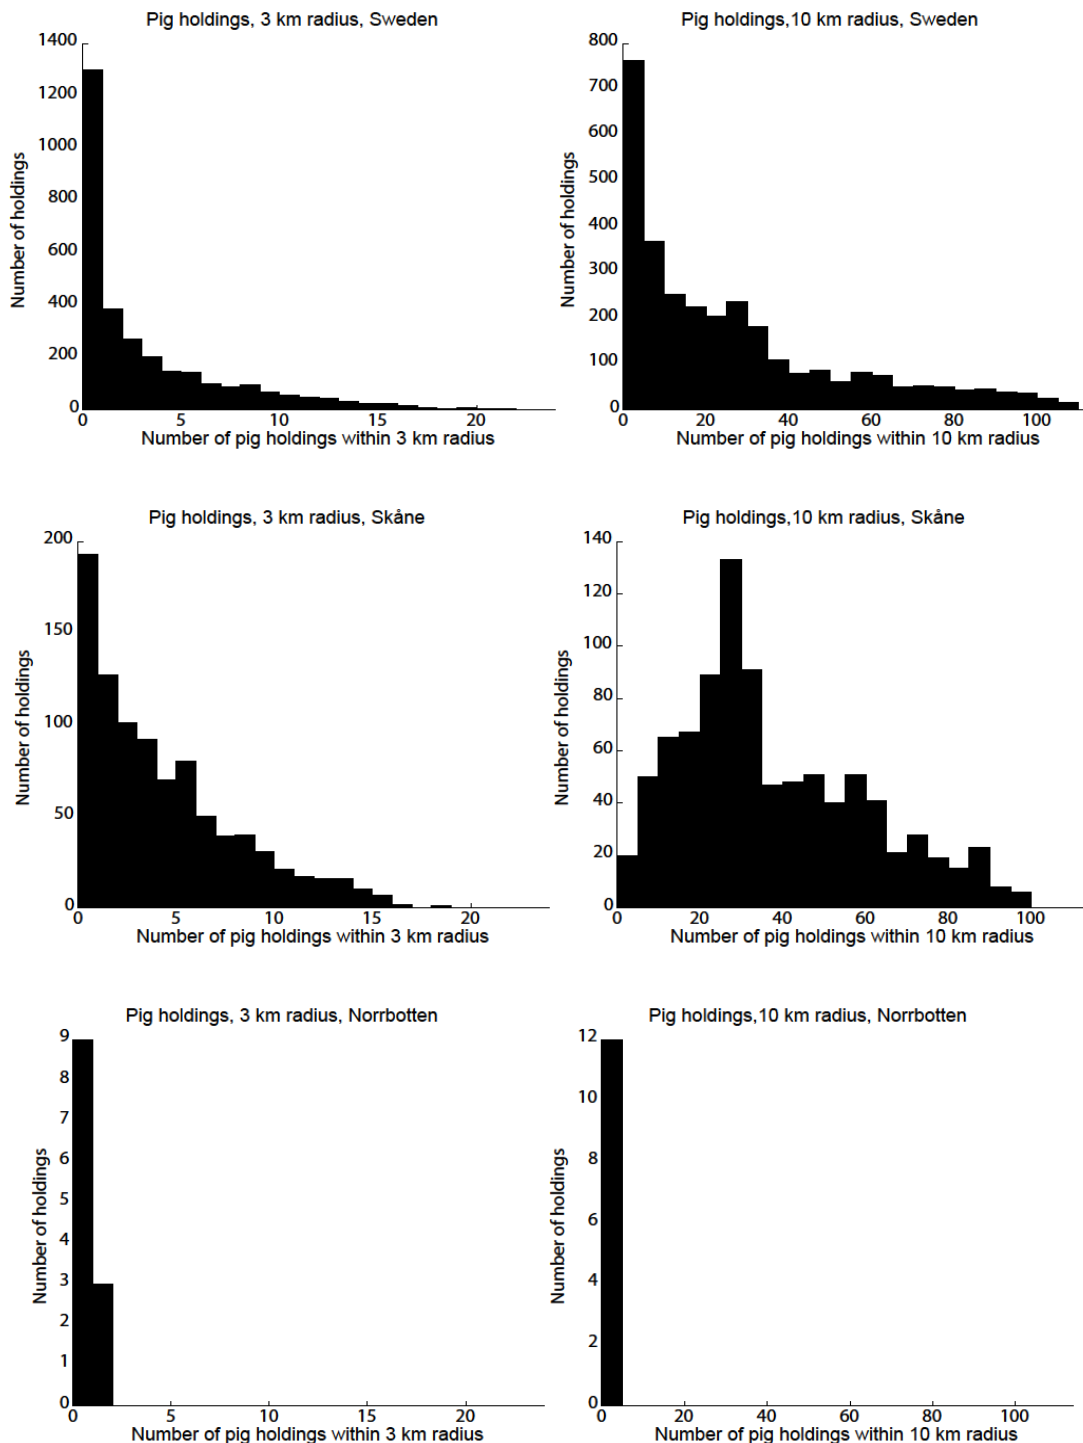 Pig holdings, 3 km radius, Sweden
1400
1200
1000
800
600
400
200
0
Number of holdings
0 5 10 15 20
Number of pig holdings within 3 km radius
Pig holdings,10 km radius, Sweden
800
700
600
500
400
300
200
100
0
Number of holdings
0 20 40 60 80 100
Number of pig holdings within 10 km radius
Pig holdings, 3 km radius, Skåne
200
150
100
50
0
Number of holdings
0 5 10 15 20
Number of pig holdings within 3 km radius
Pig holdings,10 km radius, Skåne
140
120
100
80
60
40
20
0
Number of holdings
0 20 40 60 80 100
Number of pig holdings within 10 km radius
Pig holdings, 3 km radius, Norrbotten
9
8
7
6
5
4
3
2
1
0
Number of holdings
0 5 10 15 20
Number of pig holdings within 3 km radius
Pig holdings,10 km radius, Norrbotten
12
10
8
6
4
2
0
Number of holdings
0 20 40 60 80 100
Number of pig holdings within 10 km radius